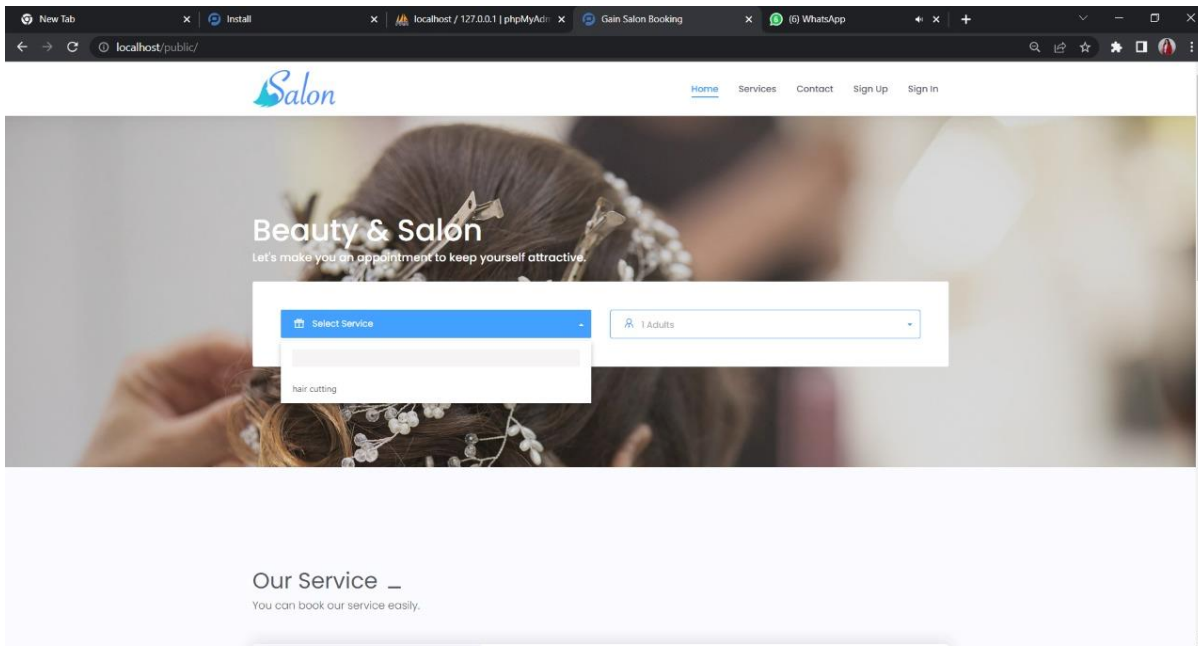 New Tab
Install
localhost / 127.0.0.1 | phpMyAdm
Gain Salon Booking
(6) WhatsApp
localhost/public/
Salon
Home Services Contact Sign Up Sign In
Beauty & Salon
Let's make you an appointment to keep yourself attractive.
Select Service
1 Adults
hair cutting
Our Service _
You can book our service easily.